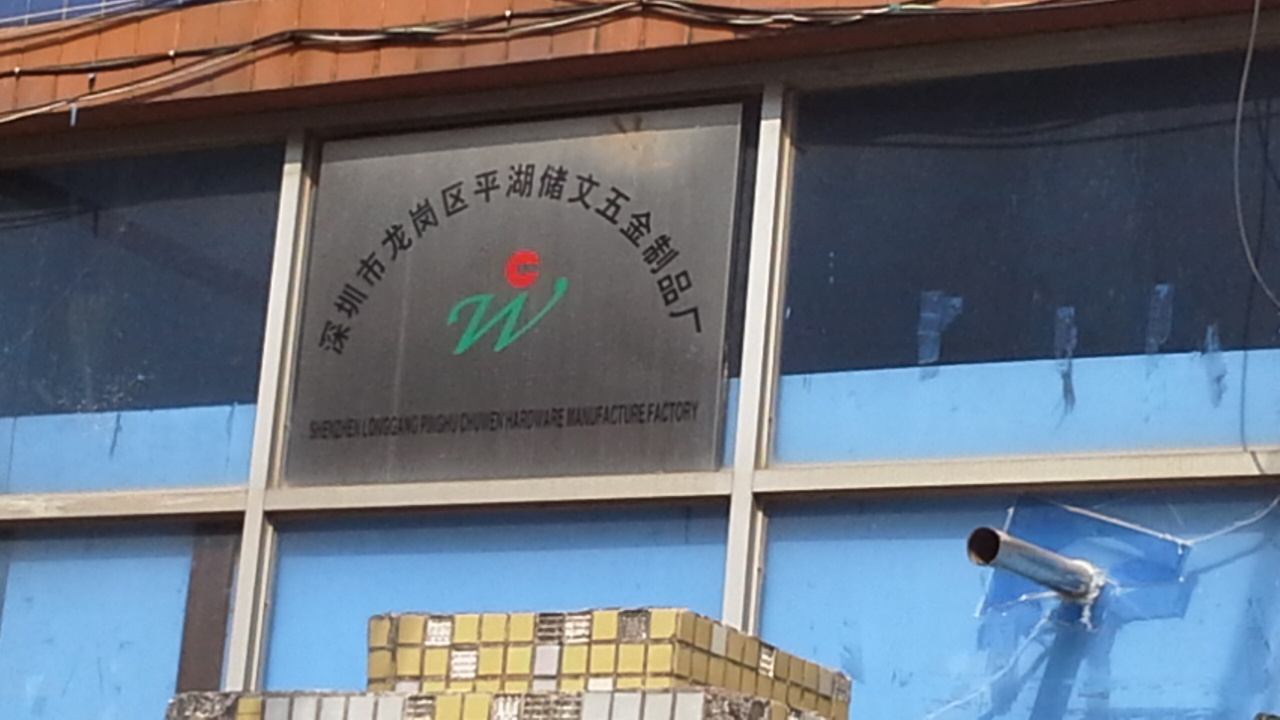 深圳市龙岗区平湖储文五金制品厂
W
SHENZHEN LONGGANG PINGHU CHUWEN HARDWARE MANUFACTURE FACTORY